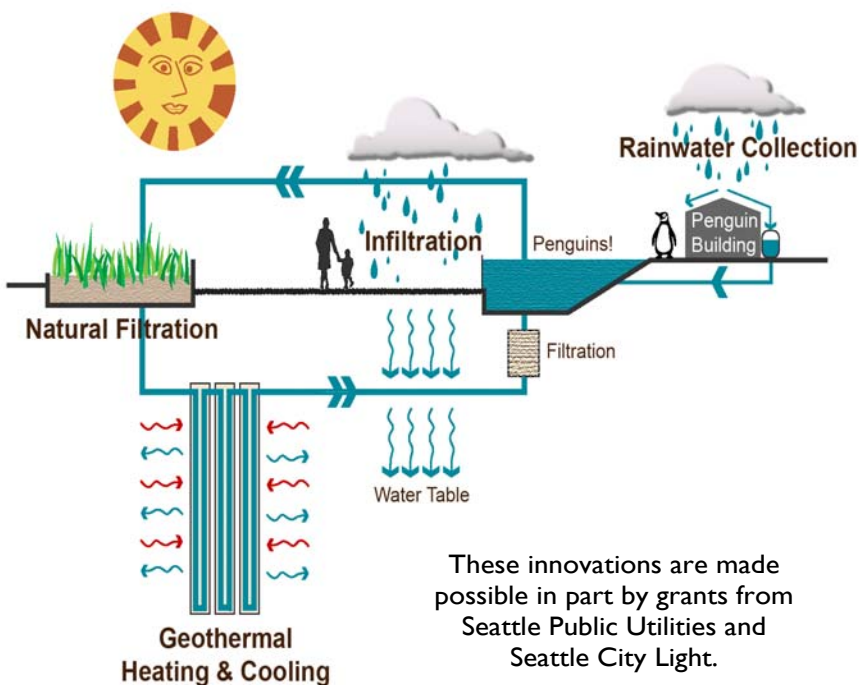 Rainwater Collection
Penguin
Building
Infiltration
Penguins!
Natural Filtration
Filtration
Water Table
Geothermal
Heating & Cooling
These innovations are made
possible in part by grants from
Seattle Public Utilities and
Seattle City Light.